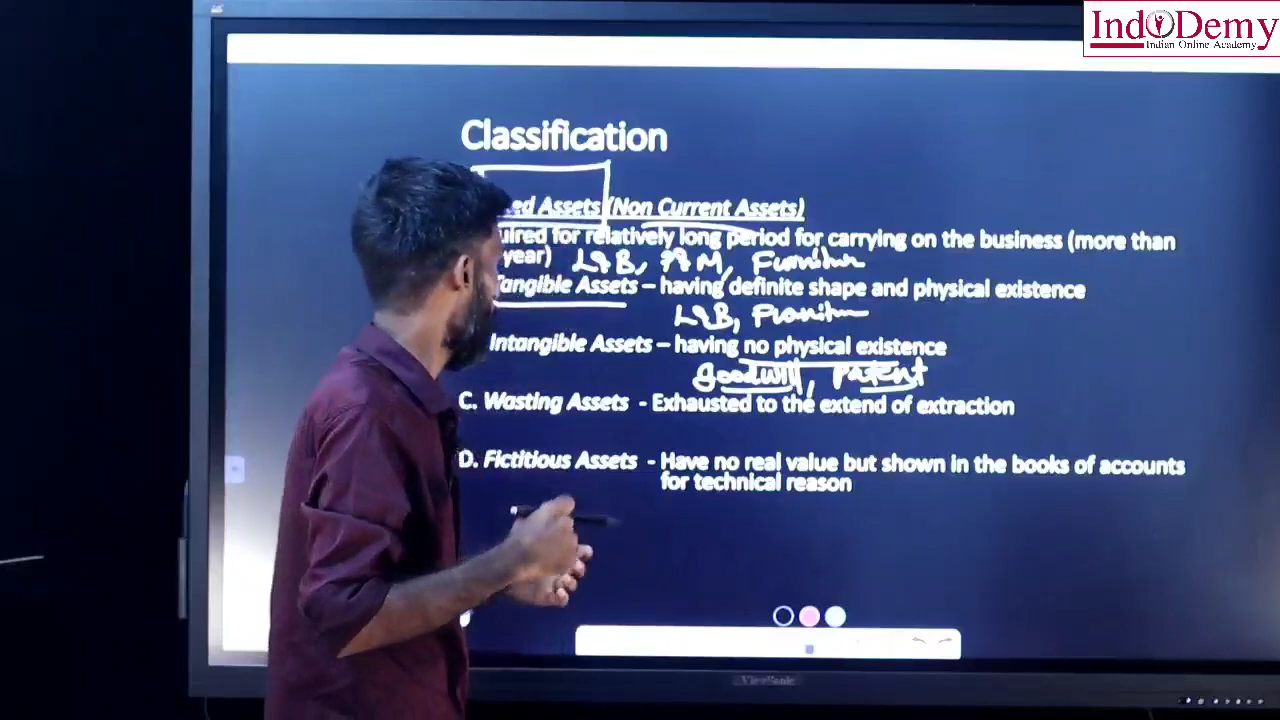 IndODemy
Indian Online Academy
Classification
ed Assets (Non Current Assets)
uired for relatively long period for carrying on the business (more than
year) L&B, P&M, Furniture
Tangible Assets – having definite shape and physical existence
L&B, Furniture
Intangible Assets – having no physical existence
goodwill, Patent
C. Wasting Assets - Exhausted to the extend of extraction
D. Fictitious Assets - Have no real value but shown in the books of accounts
for technical reason
ViewSonic